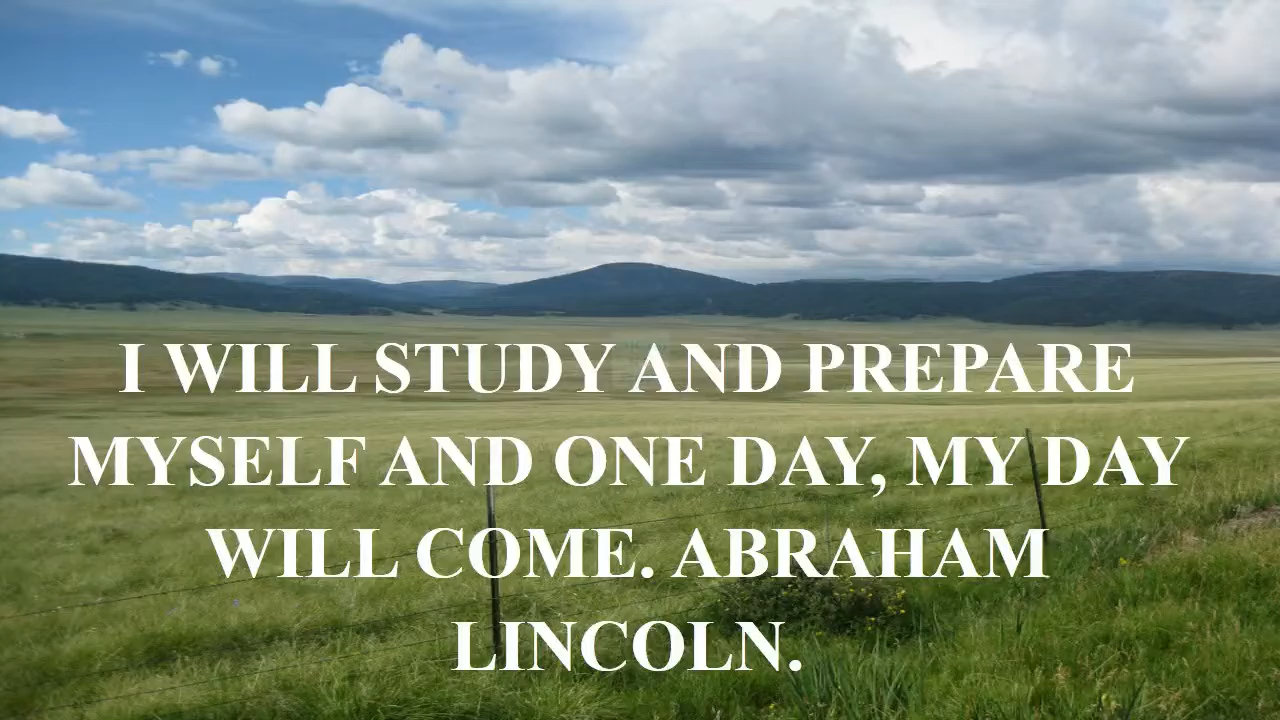 I WILL STUDY AND PREPARE
MYSELF AND ONE DAY, MY DAY
WILL COME. ABRAHAM
LINCOLN.